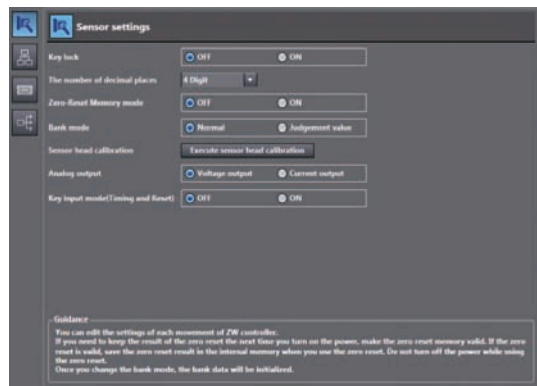 Sensor settings
Key lock OFF ON
The number of decimal places 4 Digit
Zero-Reset Memory mode OFF ON
Bank mode Normal Judgement value
Sensor head calibration Execute sensor head calibration
Analog output Voltage output Current output
Key input mode(Timing and Reset) OFF ON
Guidance
You can edit the settings of each movement of ZW controller.
If you need to keep the result of the zero reset the next time you turn on the power, make the zero reset memory valid. If the zero
reset is valid, save the zero reset result in the internal memory when you use the zero reset. Do not turn off the power while using
the zero reset.
Once you change the bank mode, the bank data will be initialized.